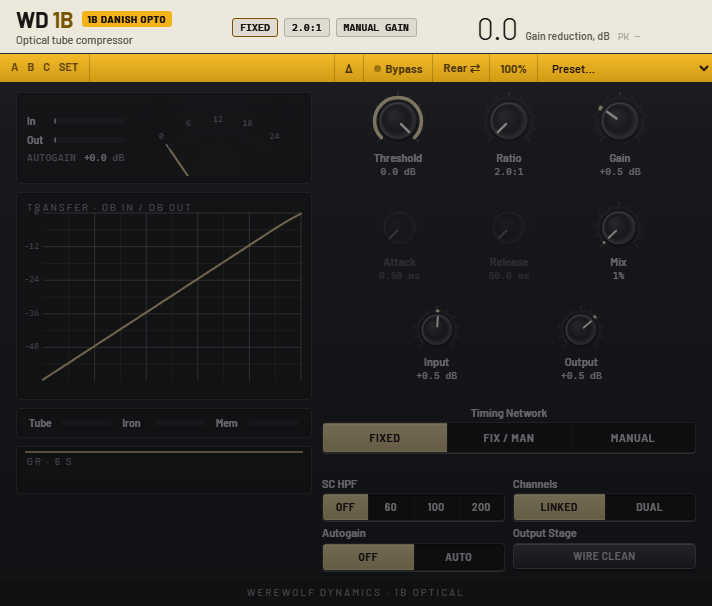 WD 1B 1B DANISH OPTO
Optical tube compressor
FIXED 2.0:1 MANUAL GAIN
0.0 Gain reduction, dB PK –
A B C SET Δ Bypass Rear ⇄ 100% Preset...
In
Out
AUTOGAIN +0.0 dB
0 6 12 18 24
Threshold Ratio Gain
0.0 dB 2.0:1 +0.5 dB
TRANSFER · DB IN / DB OUT
0
-12
-24
-36
-48
Attack Release Mix
0.50 ms 50.0 ms 1%
Input Output
+0.5 dB +0.5 dB
Tube Iron Mem
GR · 6 S
Timing Network
FIXED FIX / MAN MANUAL
SC HPF Channels
OFF 60 100 200 LINKED DUAL
Autogain Output Stage
OFF AUTO WIRE CLEAN
WEREWOLF DYNAMICS · 1B OPTICAL